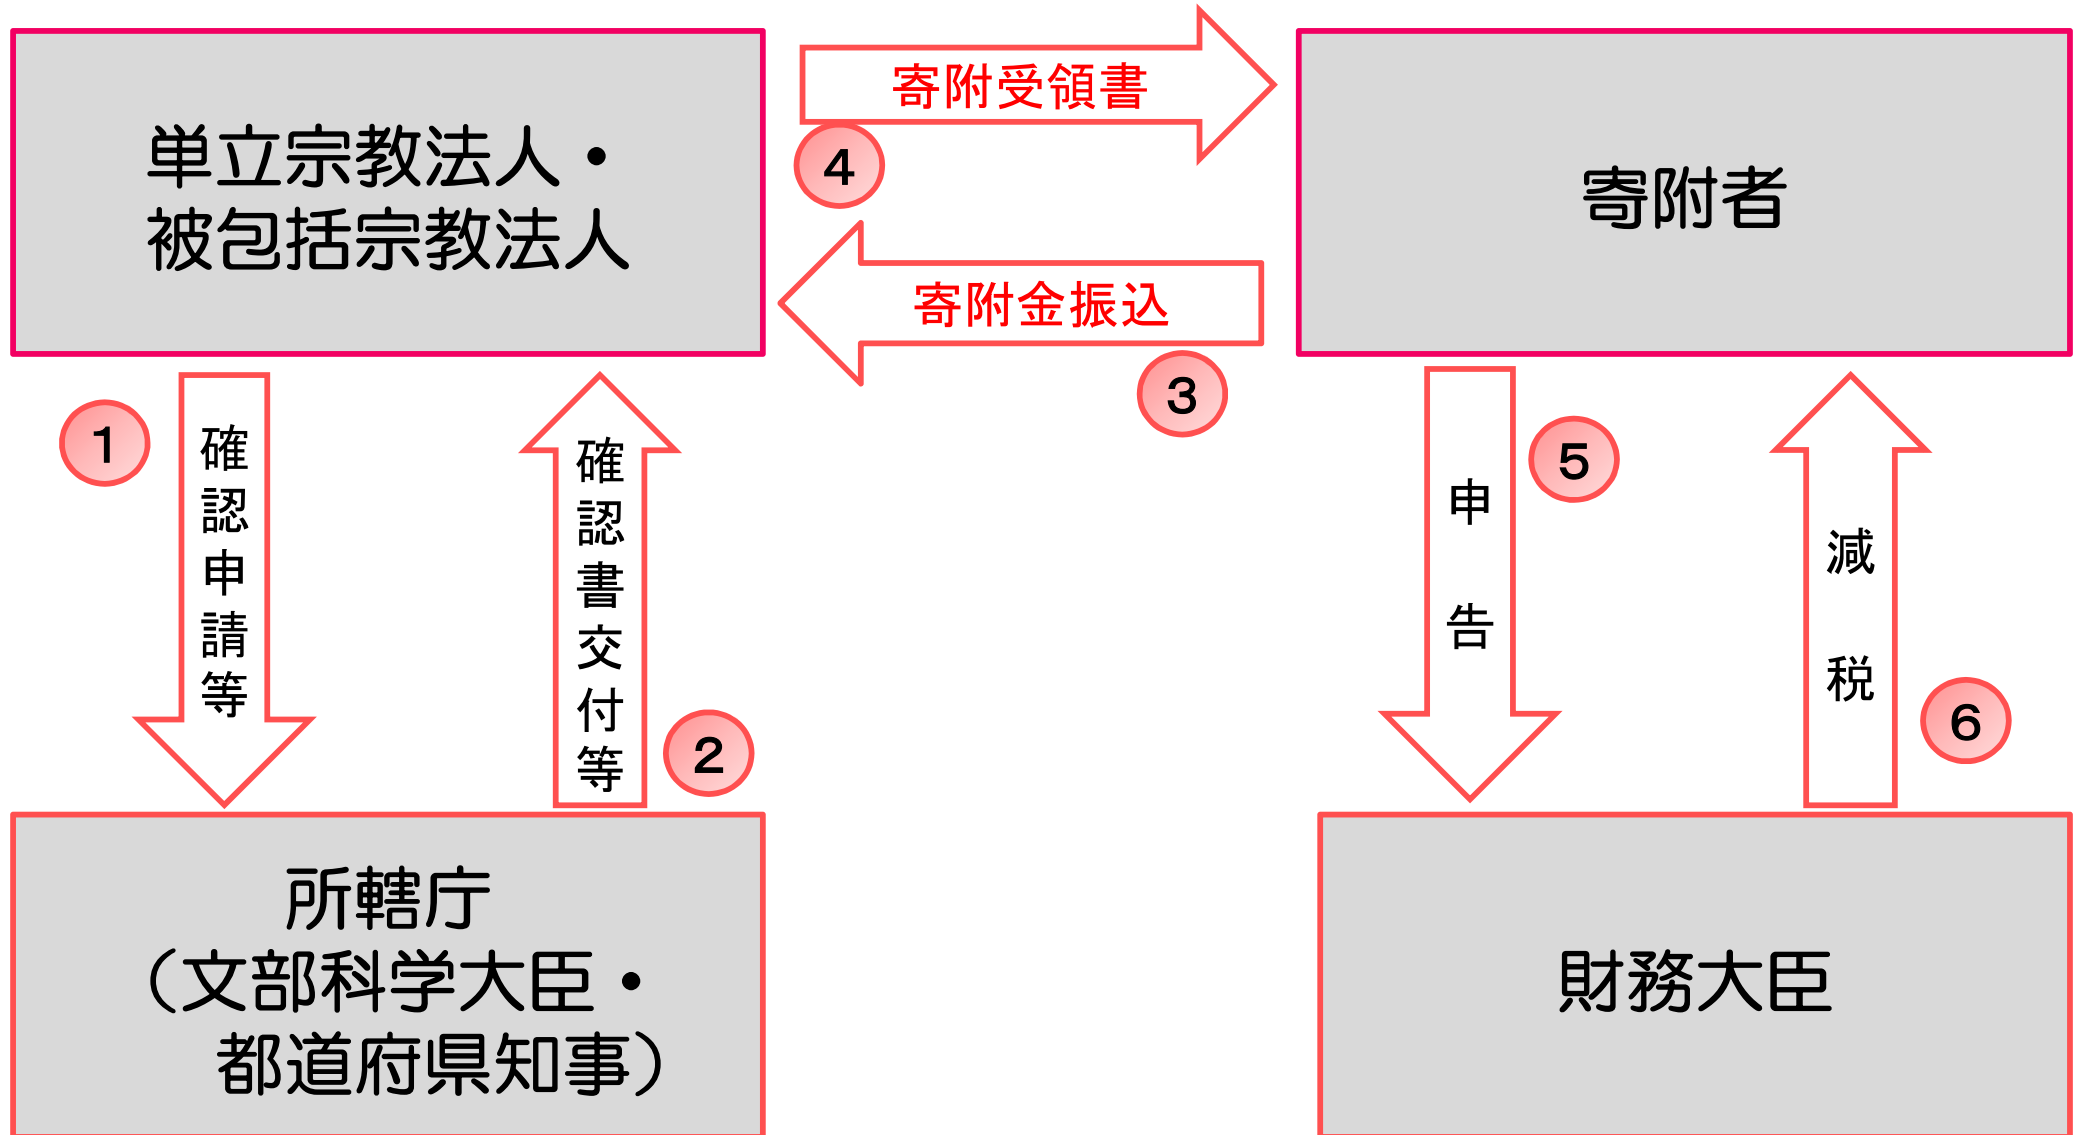 単立宗教法人・
被包括宗教法人
寄附受領書
４
寄附金振込
３
寄附者
１
確認申請等
確認書交付等
２
申告
５
減税
６
所轄庁
（文部科学大臣・
都道府県知事）
財務大臣